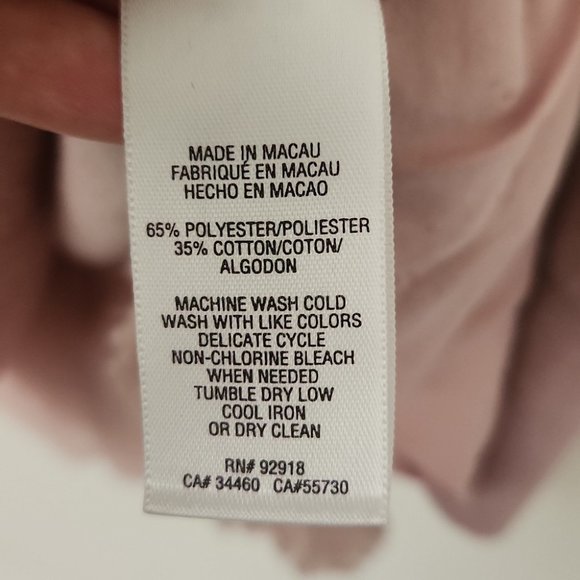 MADE IN MACAU
FABRIQUÉ EN MACAU
HECHO EN MACAO
65% POLYESTER/POLIESTER
35% COTTON/COTON/
ALGODON
MACHINE WASH COLD
WASH WITH LIKE COLORS
DELICATE CYCLE
NON-CHLORINE BLEACH
WHEN NEEDED
TUMBLE DRY LOW
COOL IRON
OR DRY CLEAN
RN# 92918
CA# 34460 CA#55730